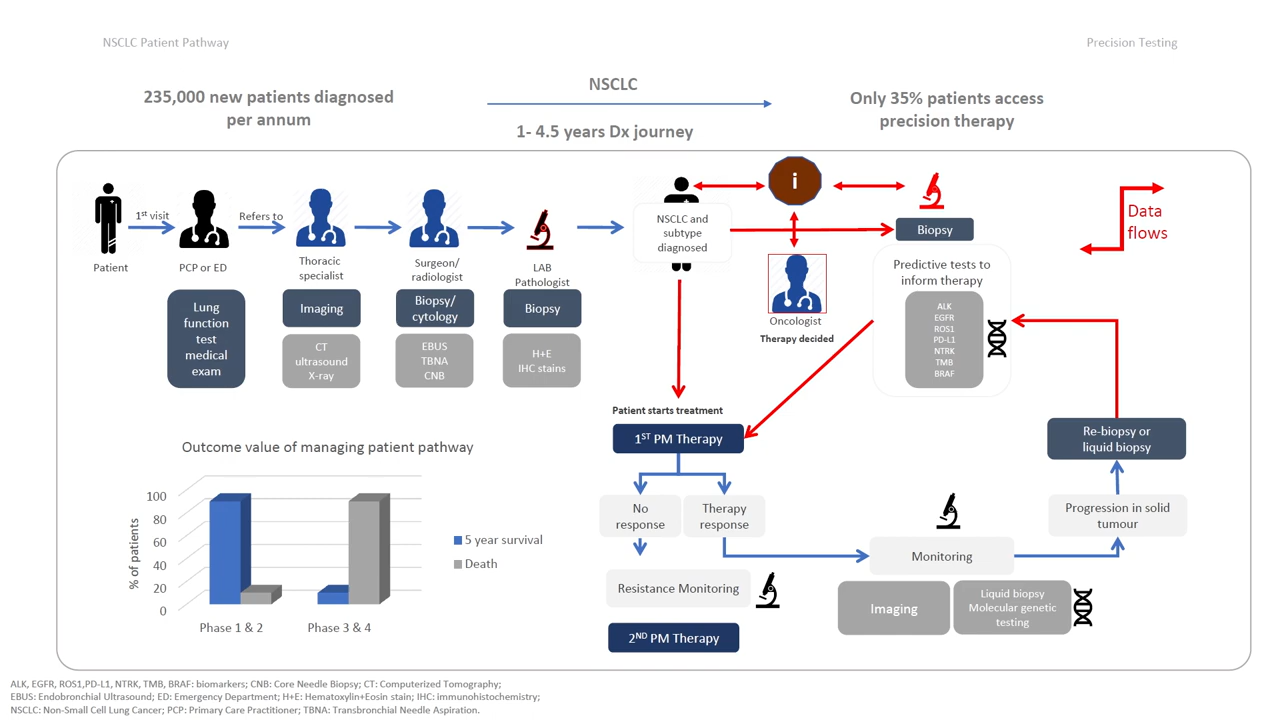 NSCLC Patient Pathway
Precision Testing
235,000 new patients diagnosed
per annum
NSCLC
1- 4.5 years Dx journey
Only 35% patients access
precision therapy
Patient
1st visit
PCP or ED
Lung
function
test
medical
exam
Refers to
Thoracic
specialist
Imaging
CT
ultrasound
X-ray
Surgeon/
radiologist
Biopsy/
cytology
EBUS
TBNA
CNB
LAB
Pathologist
Biopsy
H+E
IHC stains
NSCLC and
subtype
diagnosed
i
Oncologist
Therapy decided
Biopsy
Predictive tests to
inform therapy
ALK
EGFR
ROS1
PD-L1
NTRK
TMB
BRAF
Data
flows
Patient starts treatment
1ST PM Therapy
No
response
Therapy
response
Resistance Monitoring
2ND PM Therapy
Monitoring
Imaging
Liquid biopsy
Molecular genetic
testing
Progression in solid
tumour
Re-biopsy or
liquid biopsy
Outcome value of managing patient pathway
% of patients
100
80
60
40
20
0
Phase 1 & 2
Phase 3 & 4
5 year survival
Death
ALK, EGFR, ROS1,PD-L1, NTRK, TMB, BRAF: biomarkers; CNB: Core Needle Biopsy; CT: Computerized Tomography;
EBUS: Endobronchial Ultrasound; ED: Emergency Department; H+E: Hematoxylin+Eosin stain; IHC: immunohistochemistry;
NSCLC: Non-Small Cell Lung Cancer; PCP: Primary Care Practitioner; TBNA: Transbronchial Needle Aspiration.